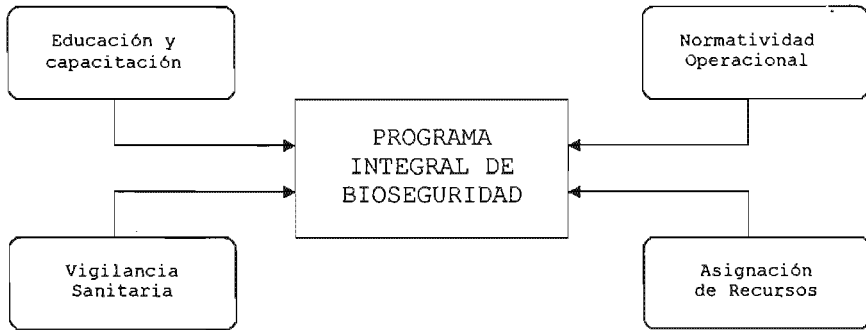 Educación y
capacitación
Normatividad
Operacional
PROGRAMA
INTEGRAL DE
BIOSEGURIDAD
Vigilancia
Sanitaria
Asignación
de Recursos